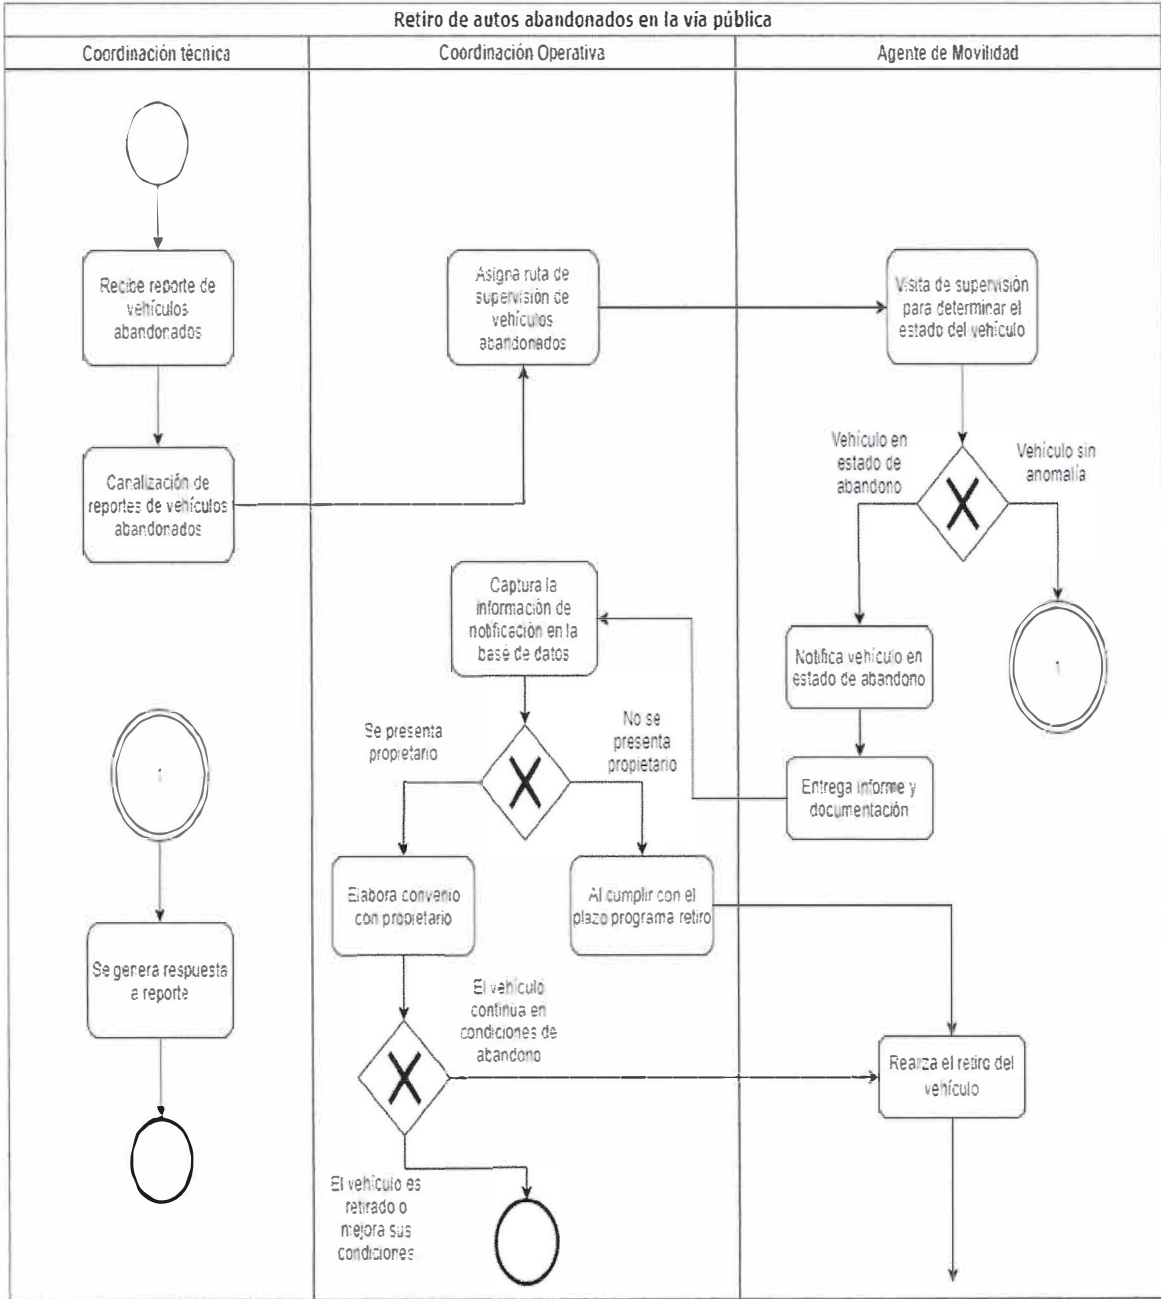 Retiro de autos abandonados en la vía pública
Coordinación técnica
Coordinación Operativa
Agente de Movilidad
Recibe reporte de
vehículos
abandonados
Asigna ruta de
supervisión de
vehículos
abandonados
Visita de supervisión
para determinar el
estado del vehículo
Canalización de
reportes de vehículos
abandonados
Vehículo en
estado de
abandono
Vehículo sin
anomalía
Captura la
información de
notificación en la
base de datos
Notifica vehículo en
estado de abandono
1
Se presenta
propietario
No se
presenta
propietario
1
Entrega informe y
documentación
Elabora convenio
con propietario
Al cumplir con el
plazo programa retiro
Se genera respuesta
a reporte
El vehículo
continua en
condiciones de
abandono
Realiza el retiro del
vehículo
El vehículo es
retirado o
mejora sus
condiciones